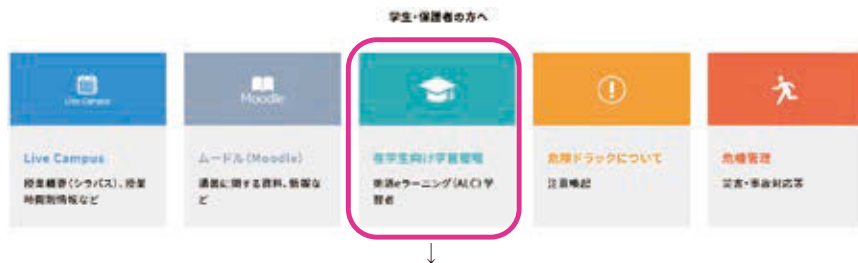 学生・保護者の方へ
Live Campus
Moodle
Live Campus
授業概要(シラバス)、授業
時間割情報など
ムードル(Moodle)
講義に関する資料、情報な
ど
在学生向け学習環境
英語eラーニング(ALC)学
習者
危険ドラッグについて
注意喚起
危機管理
災害・事故対応等
↓